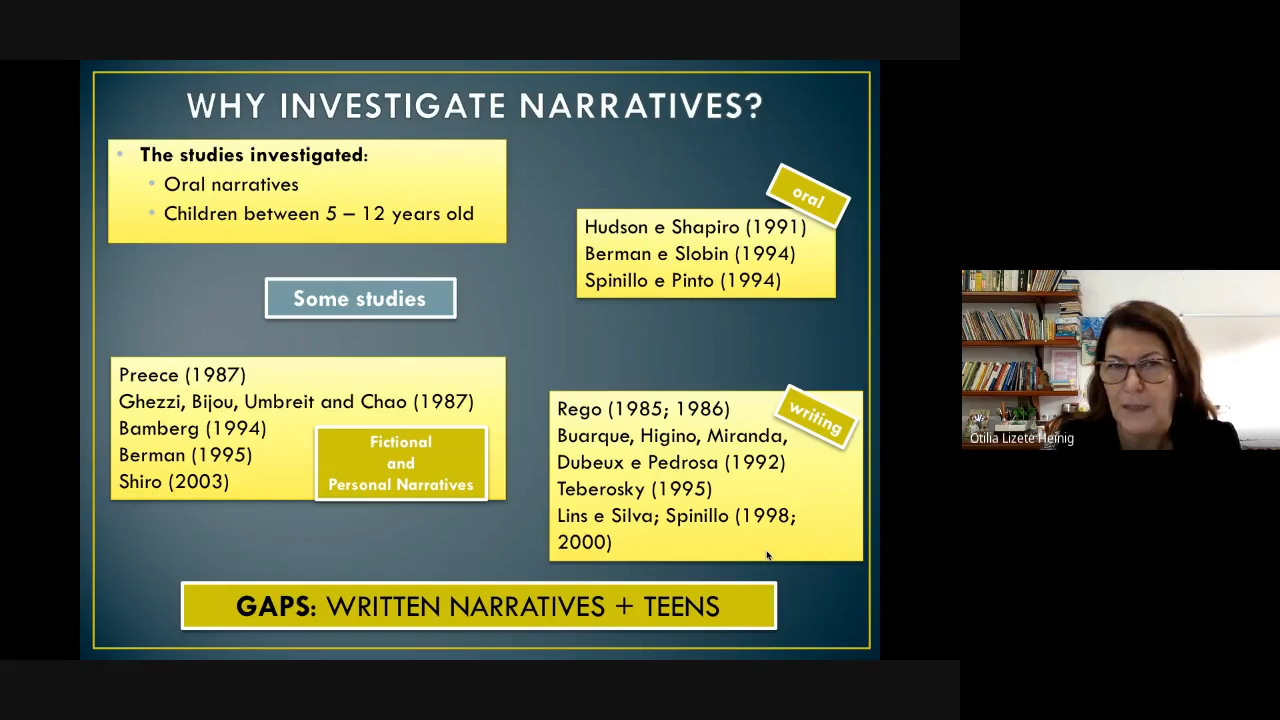 WHY INVESTIGATE NARRATIVES?
• The studies investigated:
• Oral narratives
• Children between 5 – 12 years old
oral
Hudson e Shapiro (1991)
Berman e Slobin (1994)
Spinillo e Pinto (1994)
Some studies
Preece (1987)
Ghezzi, Bijou, Umbreit and Chao (1987)
Bamberg (1994)
Berman (1995)
Shiro (2003)
Fictional
and
Personal Narratives
writing
Rego (1985; 1986)
Buarque, Higino, Miranda,
Dubeux e Pedrosa (1992)
Teberosky (1995)
Lins e Silva; Spinillo (1998;
2000)
GAPS: WRITTEN NARRATIVES + TEENS
Otilia Lizete Heinig